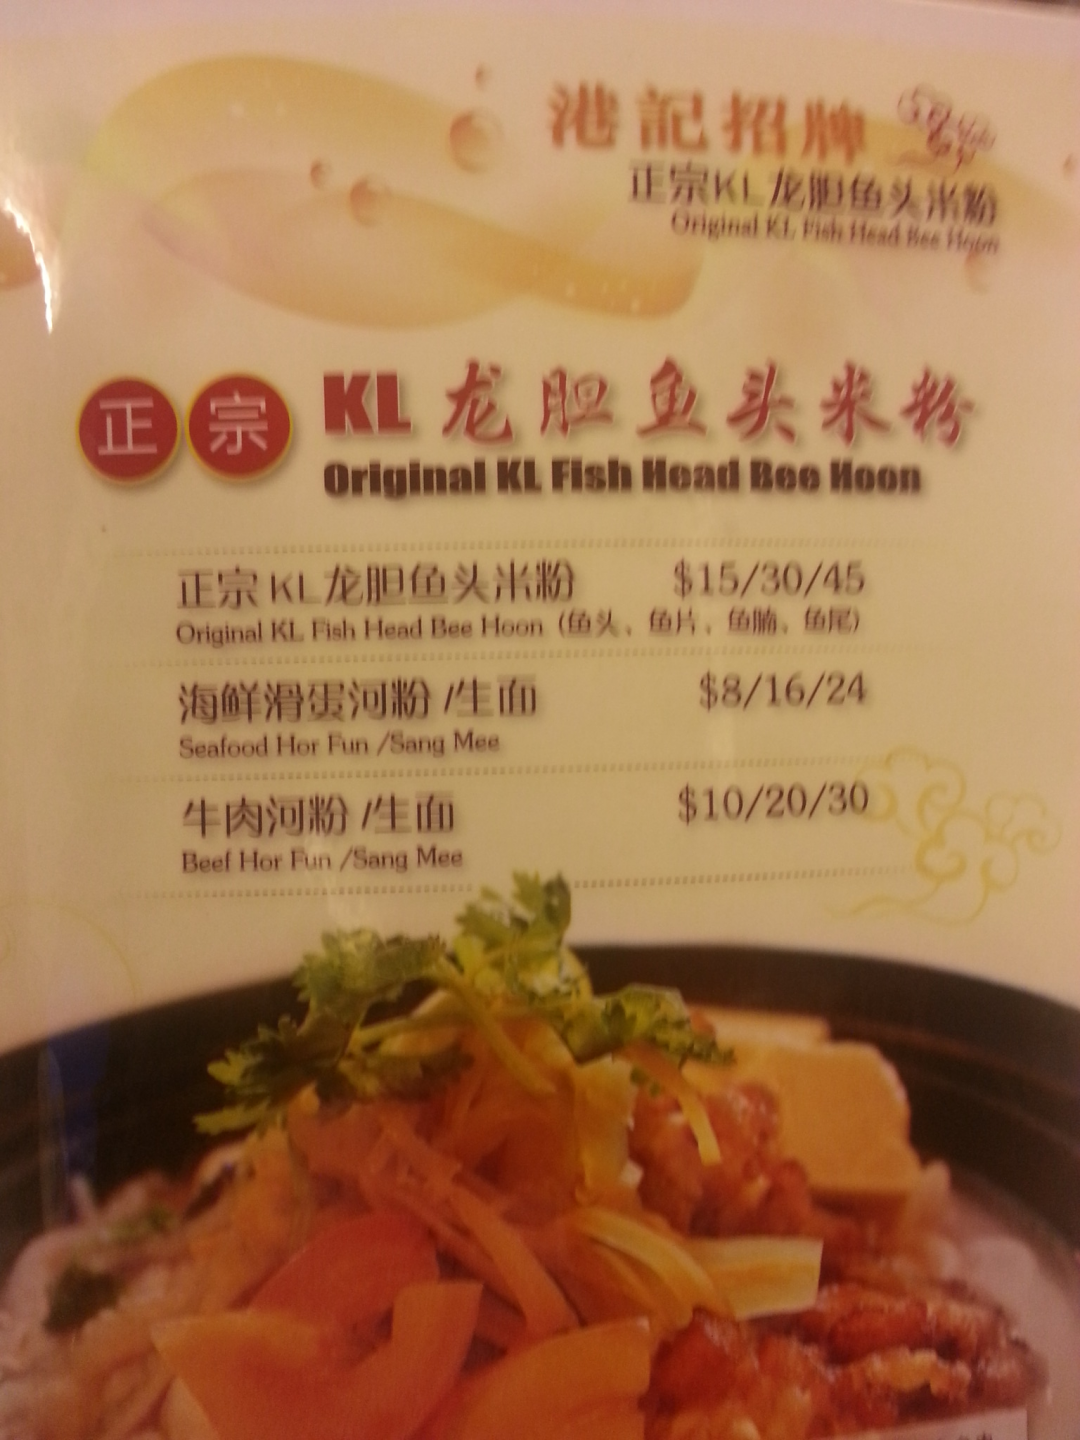 港記招牌
正宗KL龙胆鱼头米粉
Original KL Fish Head Bee Hoon
正宗 KL 龙胆鱼头米粉
Original KL Fish Head Bee Hoon
正宗 KL 龙胆鱼头米粉 $15/30/45
Original KL Fish Head Bee Hoon (鱼头、鱼片、鱼腩、鱼尾)
海鲜滑蛋河粉 /生面 $8/16/24
Seafood Hor Fun /Sang Mee
牛肉河粉 /生面 $10/20/30
Beef Hor Fun /Sang Mee